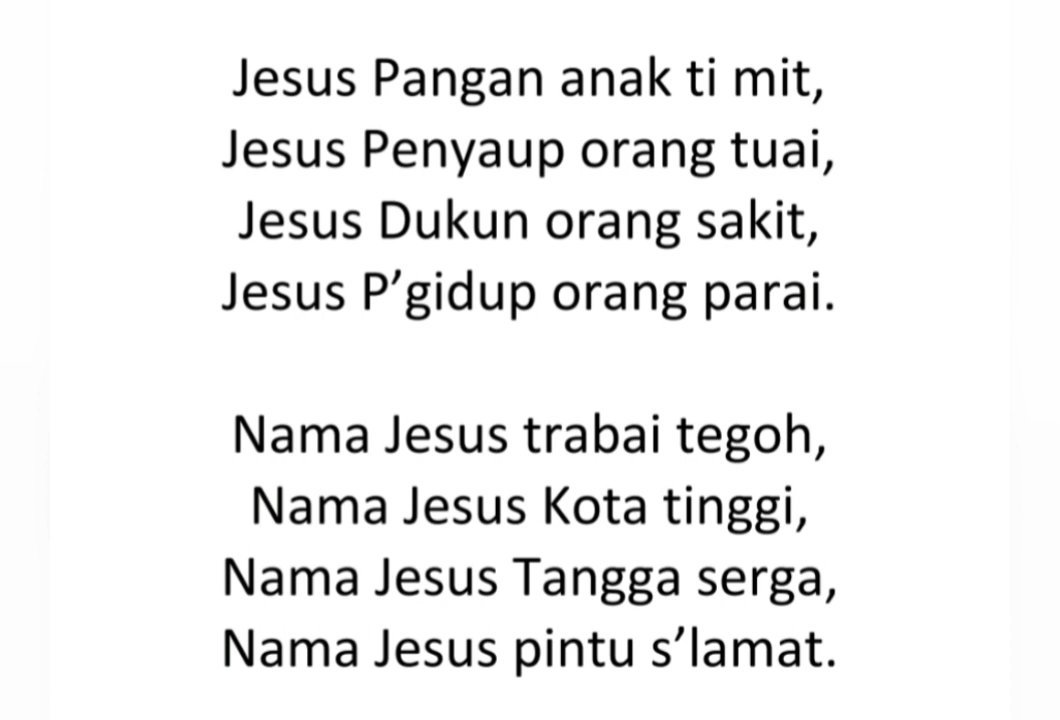 Jesus Pangan anak ti mit,
Jesus Penyaup orang tuai,
Jesus Dukun orang sakit,
Jesus P’gidup orang parai.
Nama Jesus trabai tegoh,
Nama Jesus Kota tinggi,
Nama Jesus Tangga serga,
Nama Jesus pintu s’lamat.